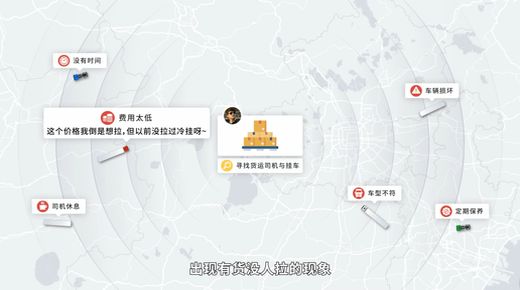 没有时间
车辆损坏
费用太低
这个价格我倒是想拉，但以前没拉过冷挂呀~
寻找货运司机与挂车
车型不符
司机休息
定期保养
出现有货没人拉的现象